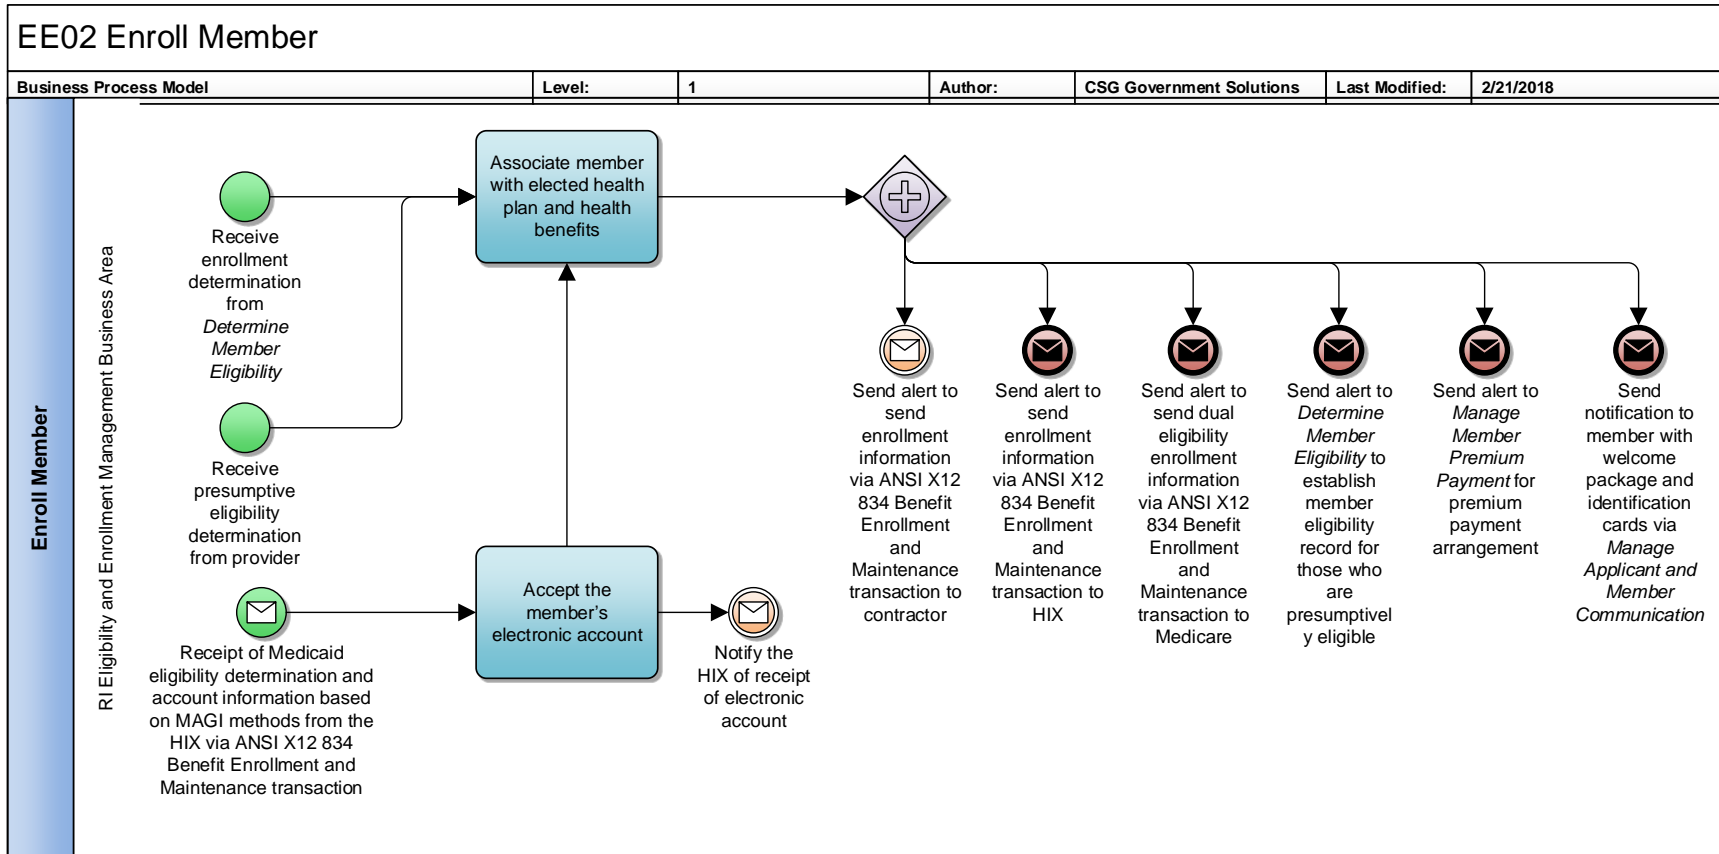 EE02 Enroll Member
Business Process Model
Level:
1
Author:
CSG Government Solutions
Last Modified:
2/21/2018
Enroll Member
RI Eligibility and Enrollment Management Business Area
Receive
enrollment
determination
from
Determine
Member
Eligibility
Receive
presumptive
eligibility
determination
from provider
Receipt of Medicaid
eligibility determination and
account information based
on MAGI methods from the
HIX via ANSI X12 834
Benefit Enrollment and
Maintenance transaction
Associate member
with elected health
plan and health
benefits
Accept the
member's
electronic account
Notify the
HIX of receipt
of electronic
account
Send alert to
send
enrollment
information
via ANSI X12
834 Benefit
Enrollment
and
Maintenance
transaction to
contractor
Send alert to
send
enrollment
information
via ANSI X12
834 Benefit
Enrollment
and
Maintenance
transaction to
HIX
Send alert to
send dual
eligibility
enrollment
information
via ANSI X12
834 Benefit
Enrollment
and
Maintenance
transaction to
Medicare
Send alert to
Determine
Member
Eligibility to
establish
member
eligibility
record for
those who
are
presumptivel
y eligible
Send alert to
Manage
Member
Premium
Payment for
premium
payment
arrangement
Send
notification to
member with
welcome
package and
identification
cards via
Manage
Applicant and
Member
Communication